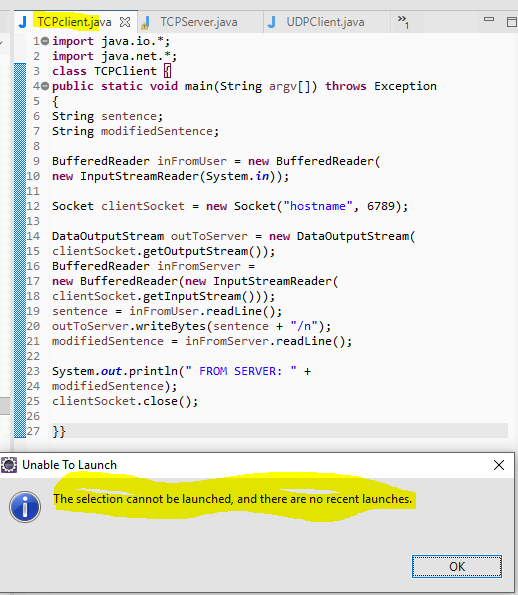 TCPclient.java TCPServer.java UDPClient.java »1
1 import java.io.*;
2 import java.net.*;
3 class TCPClient {
4 public static void main(String argv[]) throws Exception
5 {
6 String sentence;
7 String modifiedSentence;
8
9 BufferedReader inFromUser = new BufferedReader(
10 new InputStreamReader(System.in));
11
12 Socket clientSocket = new Socket("hostname", 6789);
13
14 DataOutputStream outToServer = new DataOutputStream(
15 clientSocket.getOutputStream());
16 BufferedReader inFromServer =
17 new BufferedReader(new InputStreamReader(
18 clientSocket.getInputStream()));
19 sentence = inFromUser.readLine();
20 outToServer.writeBytes(sentence + "/n");
21 modifiedSentence = inFromServer.readLine();
22
23 System.out.println(" FROM SERVER: " +
24 modifiedSentence);
25 clientSocket.close();
26
27 }}
Unable To Launch
The selection cannot be launched, and there are no recent launches.
OK